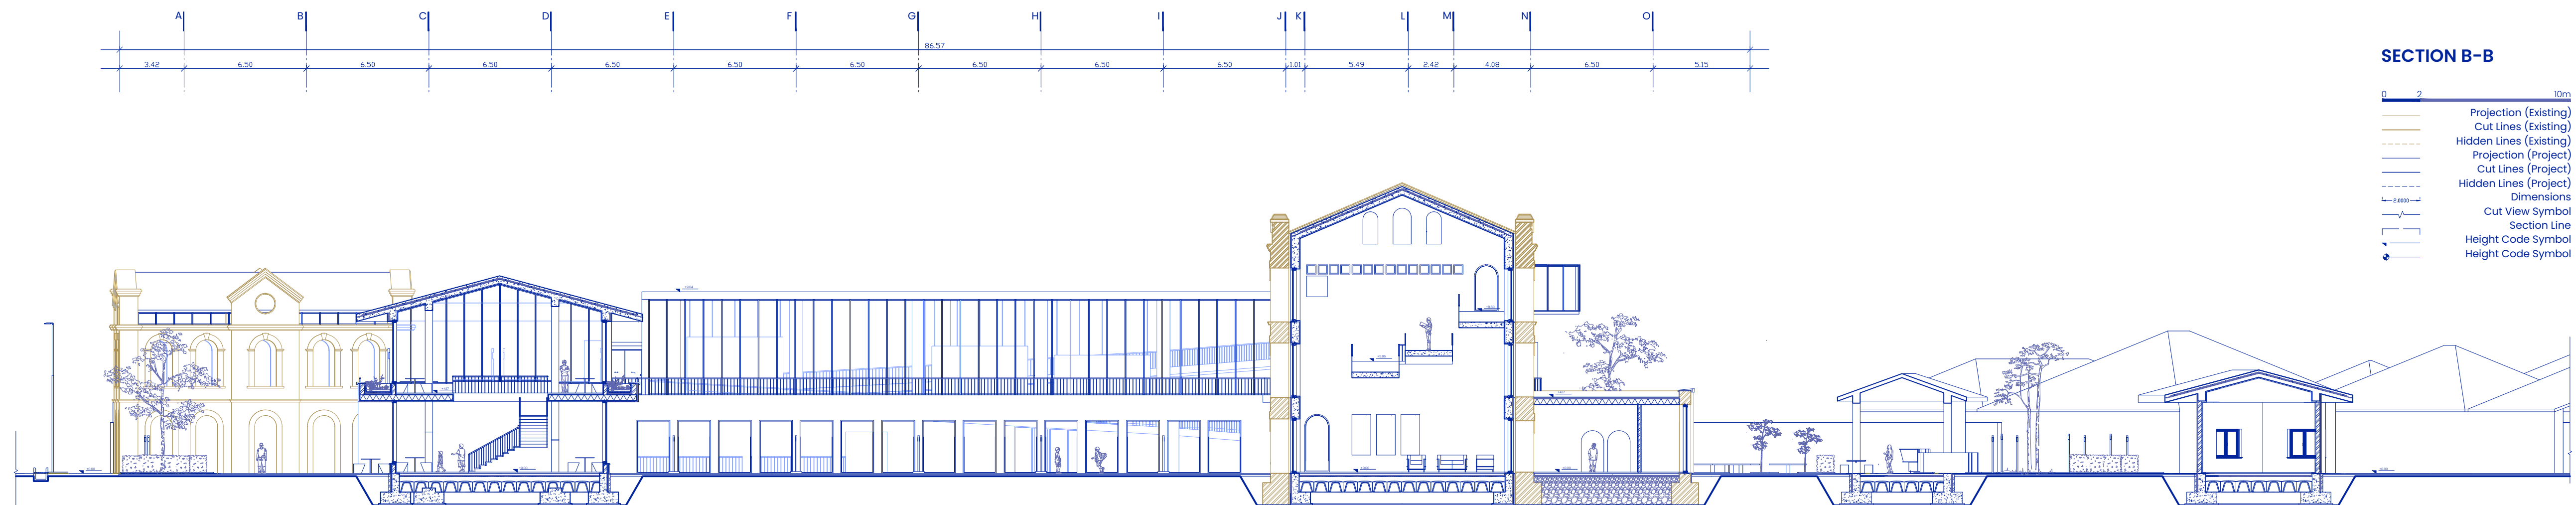 A B C D E F G H I J K L M N O
86.57
3.42 6.50 6.50 6.50 6.50 6.50 6.50 6.50 6.50 6.50 1.01 5.49 2.42 4.08 6.50 5.15
SECTION B-B
0 2 10m
Projection (Existing)
Cut Lines (Existing)
Hidden Lines (Existing)
Projection (Project)
Cut Lines (Project)
Hidden Lines (Project)
2.0000 Dimensions
Cut View Symbol
Section Line
Height Code Symbol
Height Code Symbol